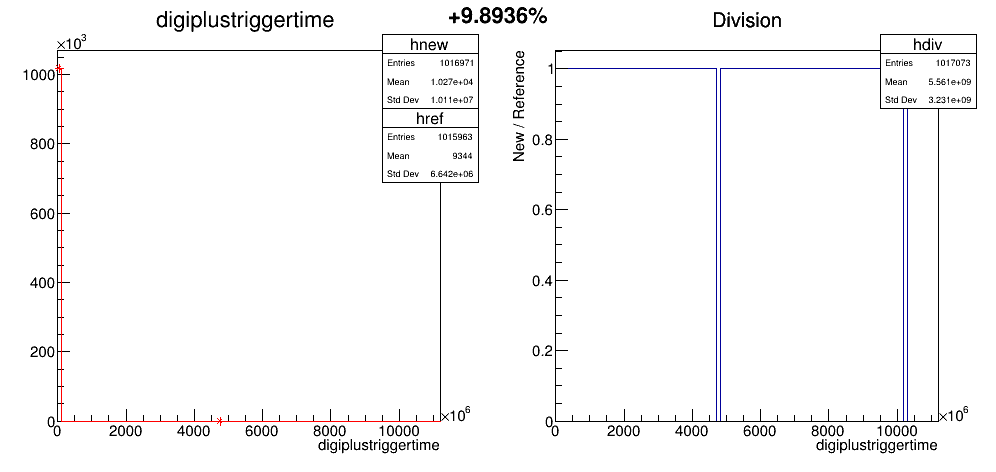 digiplustriggertime
+9.8936%
Division
×10³
hnew
Entries 1016971
Mean 1.027e+04
Std Dev 1.011e+07
href
Entries 1015963
Mean 9344
Std Dev 6.642e+06
1000
800
600
400
200
0
0 2000 4000 6000 8000 10000
×10⁶
digiplustriggertime
hdiv
Entries 1017073
Mean 5.561e+09
Std Dev 3.231e+09
New / Reference
1
0.8
0.6
0.4
0.2
0
0 2000 4000 6000 8000 10000
×10⁶
digiplustriggertime